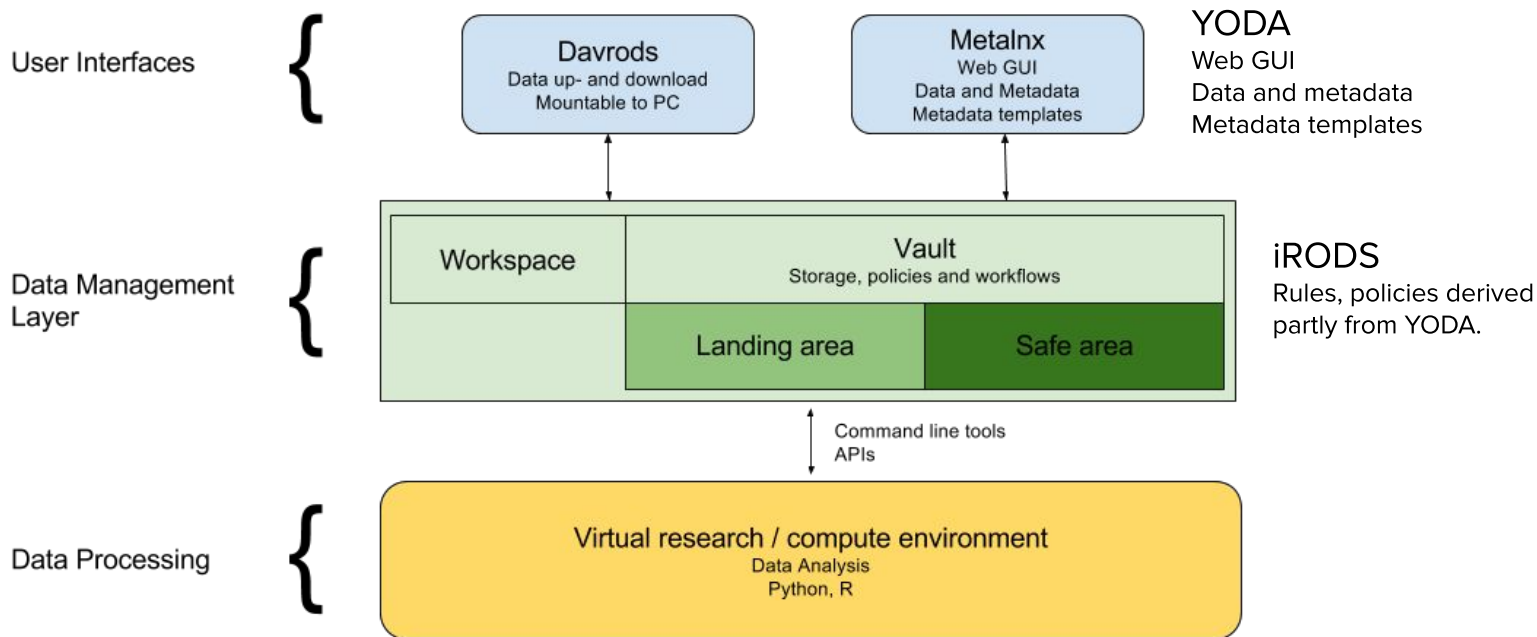 User Interfaces
Davrods
Data up- and download
Mountable to PC
Metalnx
Web GUI
Data and Metadata
Metadata templates
YODA
Web GUI
Data and metadata
Metadata templates
Data Management
Layer
Workspace
Vault
Storage, policies and workflows
Landing area
Safe area
iRODS
Rules, policies derived
partly from YODA.
Command line tools
APIs
Data Processing
Virtual research / compute environment
Data Analysis
Python, R